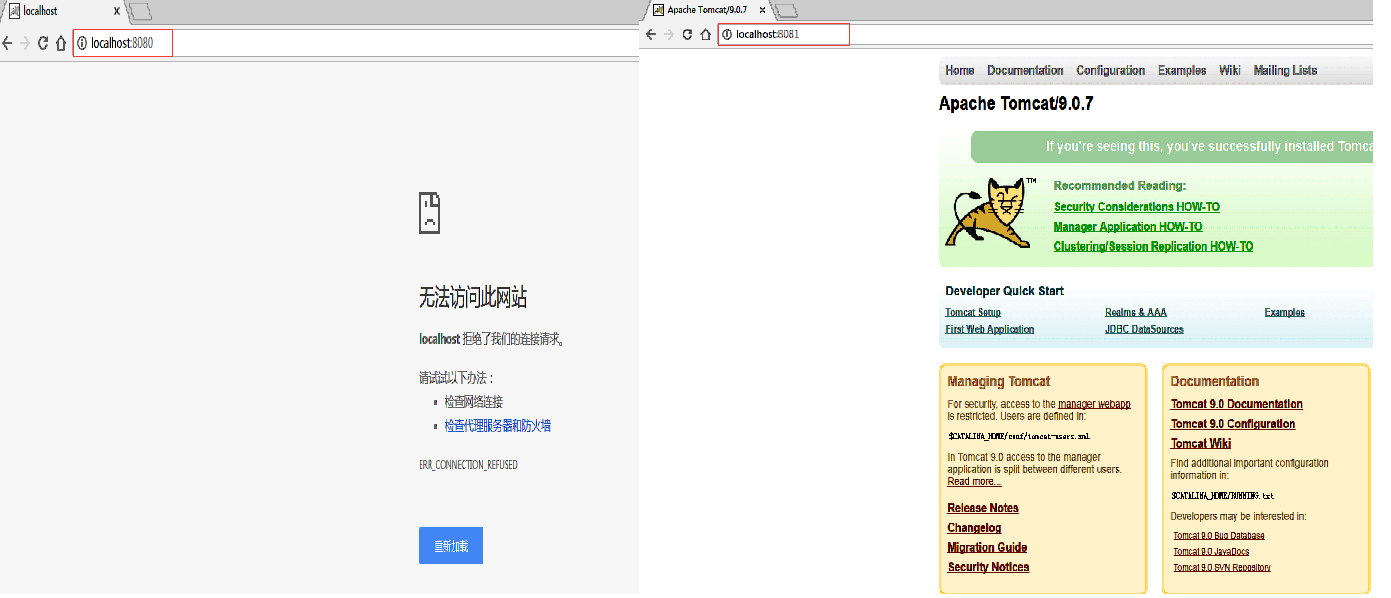 localhost
localhost:8080
无法访问此网站
localhost 拒绝了我们的连接请求。
请试试以下办法：
检查网络连接
检查代理服务器和防火墙
ERR_CONNECTION_REFUSED
重新加载
Apache Tomcat/9.0.7
localhost:8081
Home Documentation Configuration Examples Wiki Mailing Lists
Apache Tomcat/9.0.7
If you're seeing this, you've successfully installed Tomca
TM
Recommended Reading:
Security Considerations HOW-TO
Manager Application HOW-TO
Clustering/Session Replication HOW-TO
Developer Quick Start
Tomcat Setup Realms & AAA Examples
First Web Application JDBC DataSources
Managing Tomcat
For security, access to the manager webapp
is restricted. Users are defined in:
$CATALINA_HOME/conf/tomcat-users.xml
In Tomcat 9.0 access to the manager
application is split between different users.
Read more...
Release Notes
Changelog
Migration Guide
Security Notices
Documentation
Tomcat 9.0 Documentation
Tomcat 9.0 Configuration
Tomcat Wiki
Find additional important configuration
information in:
$CATALINA_HOME/RUNNING.txt
Developers may be interested in:
Tomcat 9.0 Bug Database
Tomcat 9.0 JavaDocs
Tomcat 9.0 SVN Repository